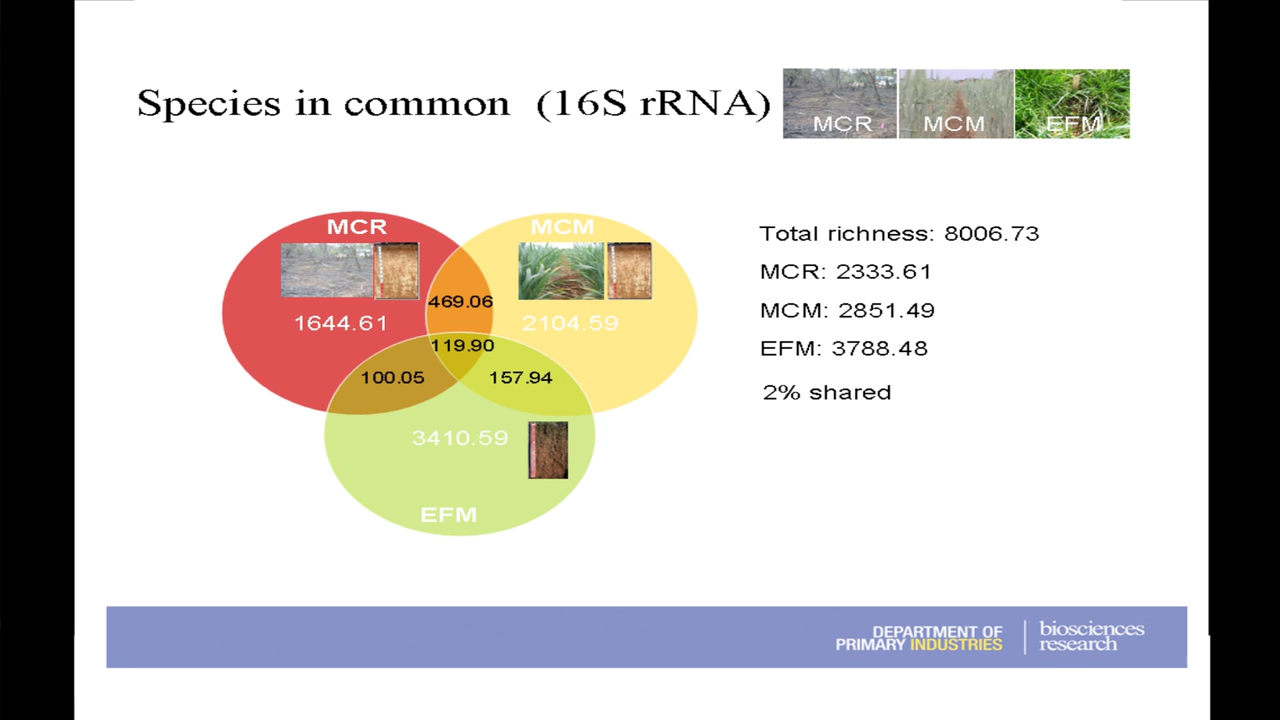 Species in common (16S rRNA)
MCR
MCM
EFM
MCR
MCM
469.06
1644.61
2104.59
119.90
100.05
157.94
3410.59
EFM
Total richness: 8006.73
MCR: 2333.61
MCM: 2851.49
EFM: 3788.48
2% shared
DEPARTMENT OF
PRIMARY INDUSTRIES
biosciences
research